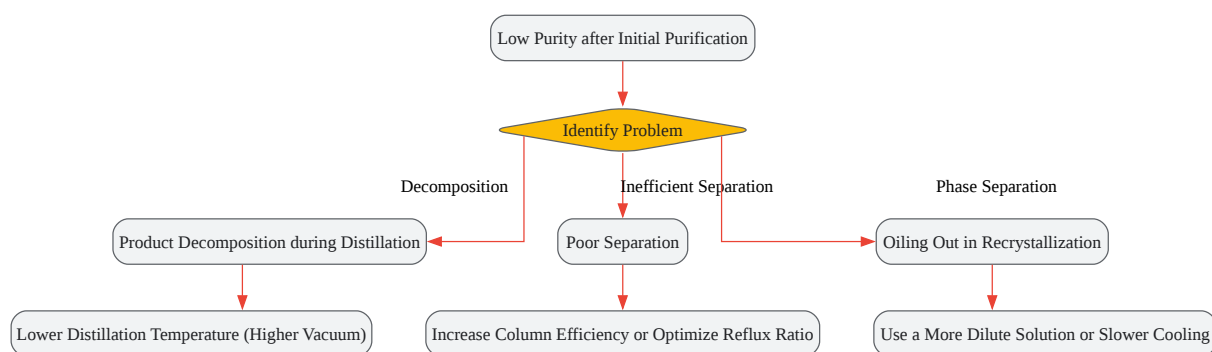 Low Purity after Initial Purification
Identify Problem
Decomposition
Inefficient Separation
Phase Separation
Product Decomposition during Distillation
Poor Separation
Oiling Out in Recrystallization
Lower Distillation Temperature (Higher Vacuum)
Increase Column Efficiency or Optimize Reflux Ratio
Use a More Dilute Solution or Slower Cooling